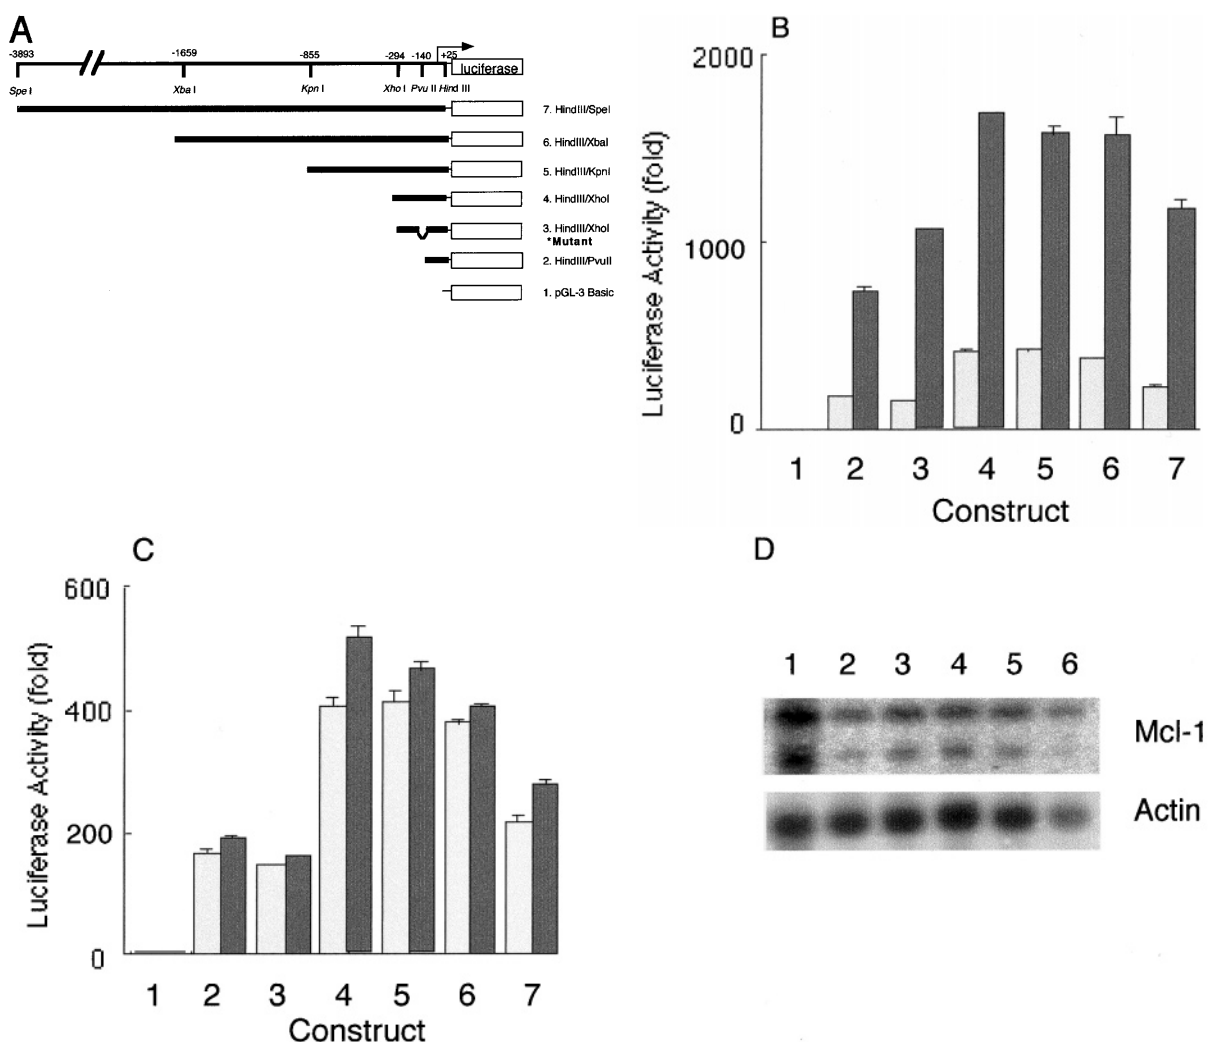 A
-3893
-1659
-855
-294 -140 +25
luciferase
Spe I
Xba I
Kpn I
Xho I Pvu II Hind III
7. HindIII/SpeI
6. HindIII/XbaI
5. HindIII/KpnI
4. HindIII/XhoI
3. HindIII/XhoI
*Mutant
2. HindIII/PvuII
1. pGL-3 Basic
B
Luciferase Activity (fold)
2000
1000
0
1 2 3 4 5 6 7
Construct
C
Luciferase Activity (fold)
600
400
200
0
1 2 3 4 5 6 7
Construct
D
1 2 3 4 5 6
Mcl-1
Actin